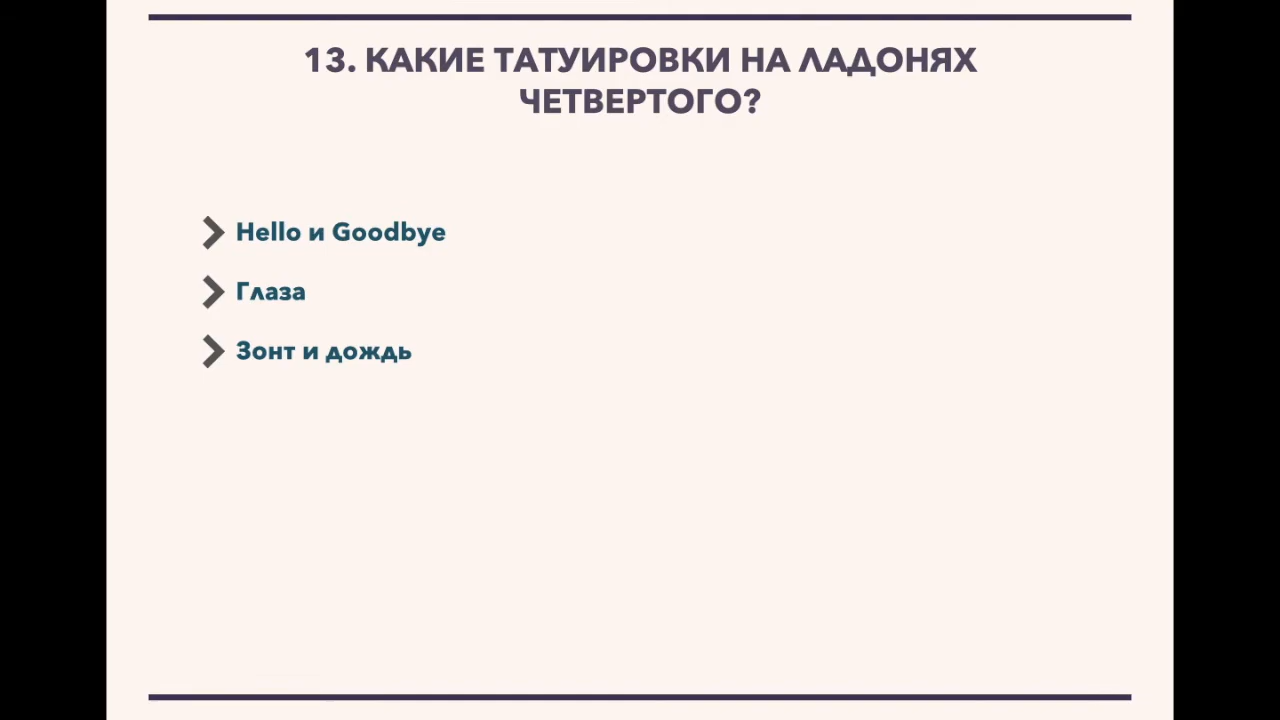 13. КАКИЕ ТАТУИРОВКИ НА ЛАДОНЯХ
ЧЕТВЕРТОГО?
Hello и Goodbye
Глаза
Зонт и дождь